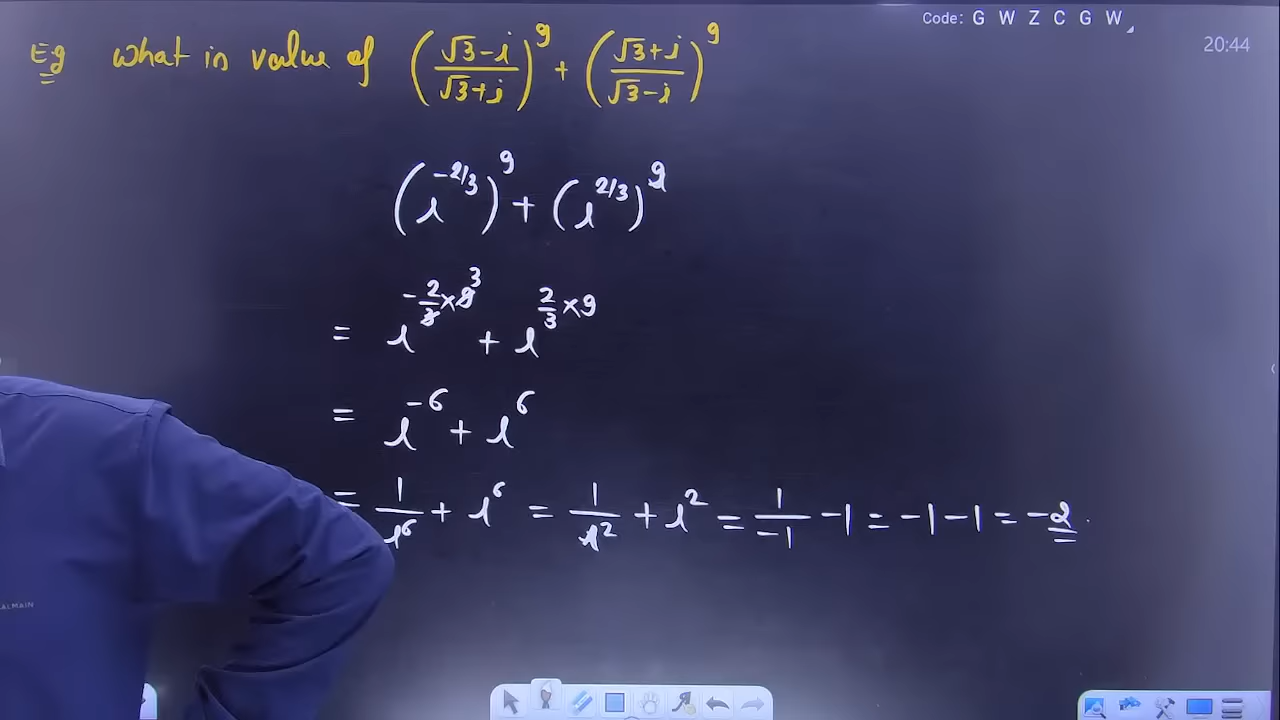 Code: G W Z C G W
20:44
Eg what in value of ((√3-i)/(√3+i))^9 + ((√3+i)/(√3-i))^9
(i^(-2/3))^9 + (i^(2/3))^9
= i^(-2/3×9 3) + i^(2/3×9)
= i^(-6) + i^6
= 1/i^6 + i^6 = 1/i^2 + i^2 = 1/-1 -1 = -1-1 = -2